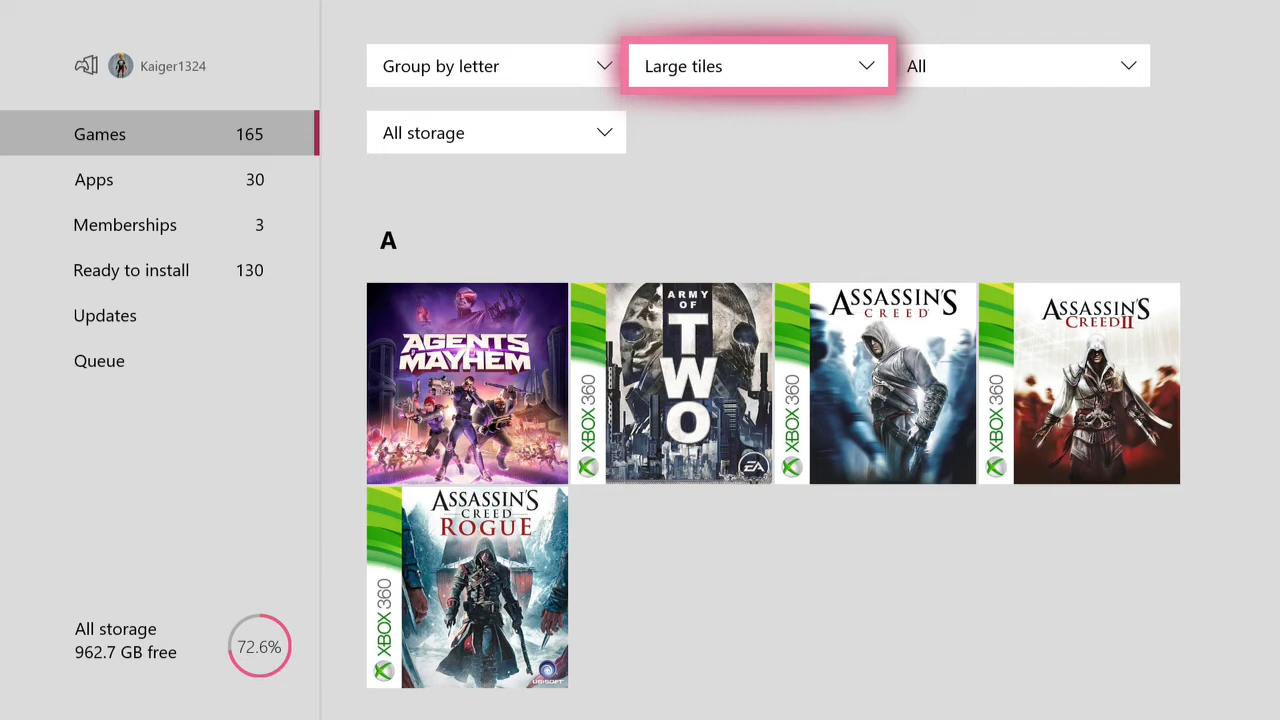 Kaiger1324
Group by letter
Large tiles
All
All storage
Games 165
Apps 30
Memberships 3
Ready to install 130
Updates
Queue
All storage
962.7 GB free
72.6%
A
AGENTS
OF
MAYHEM
XBOX 360
ARMY
OF
TWO
EA
XBOX 360
ASSASSIN'S
CREED
XBOX 360
ASSASSIN'S
CREED II
XBOX 360
ASSASSIN'S
CREED
ROGUE
UBISOFT